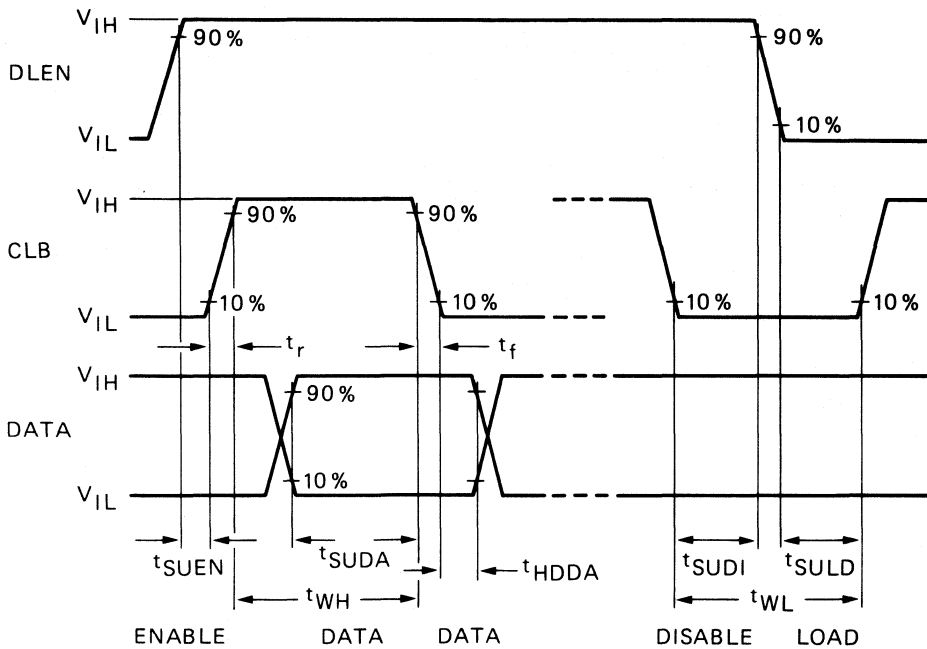 VIH
90%
90%
DLEN
VIL
10%
VIH
90%
90%
CLB
10%
10%
10%
10%
VIL
tr
tf
VIH
90%
DATA
10%
VIL
tSUEN
tSUDA
tHDDA
tSUDI
tSULD
tWH
tWL
ENABLE DATA DATA DISABLE LOAD